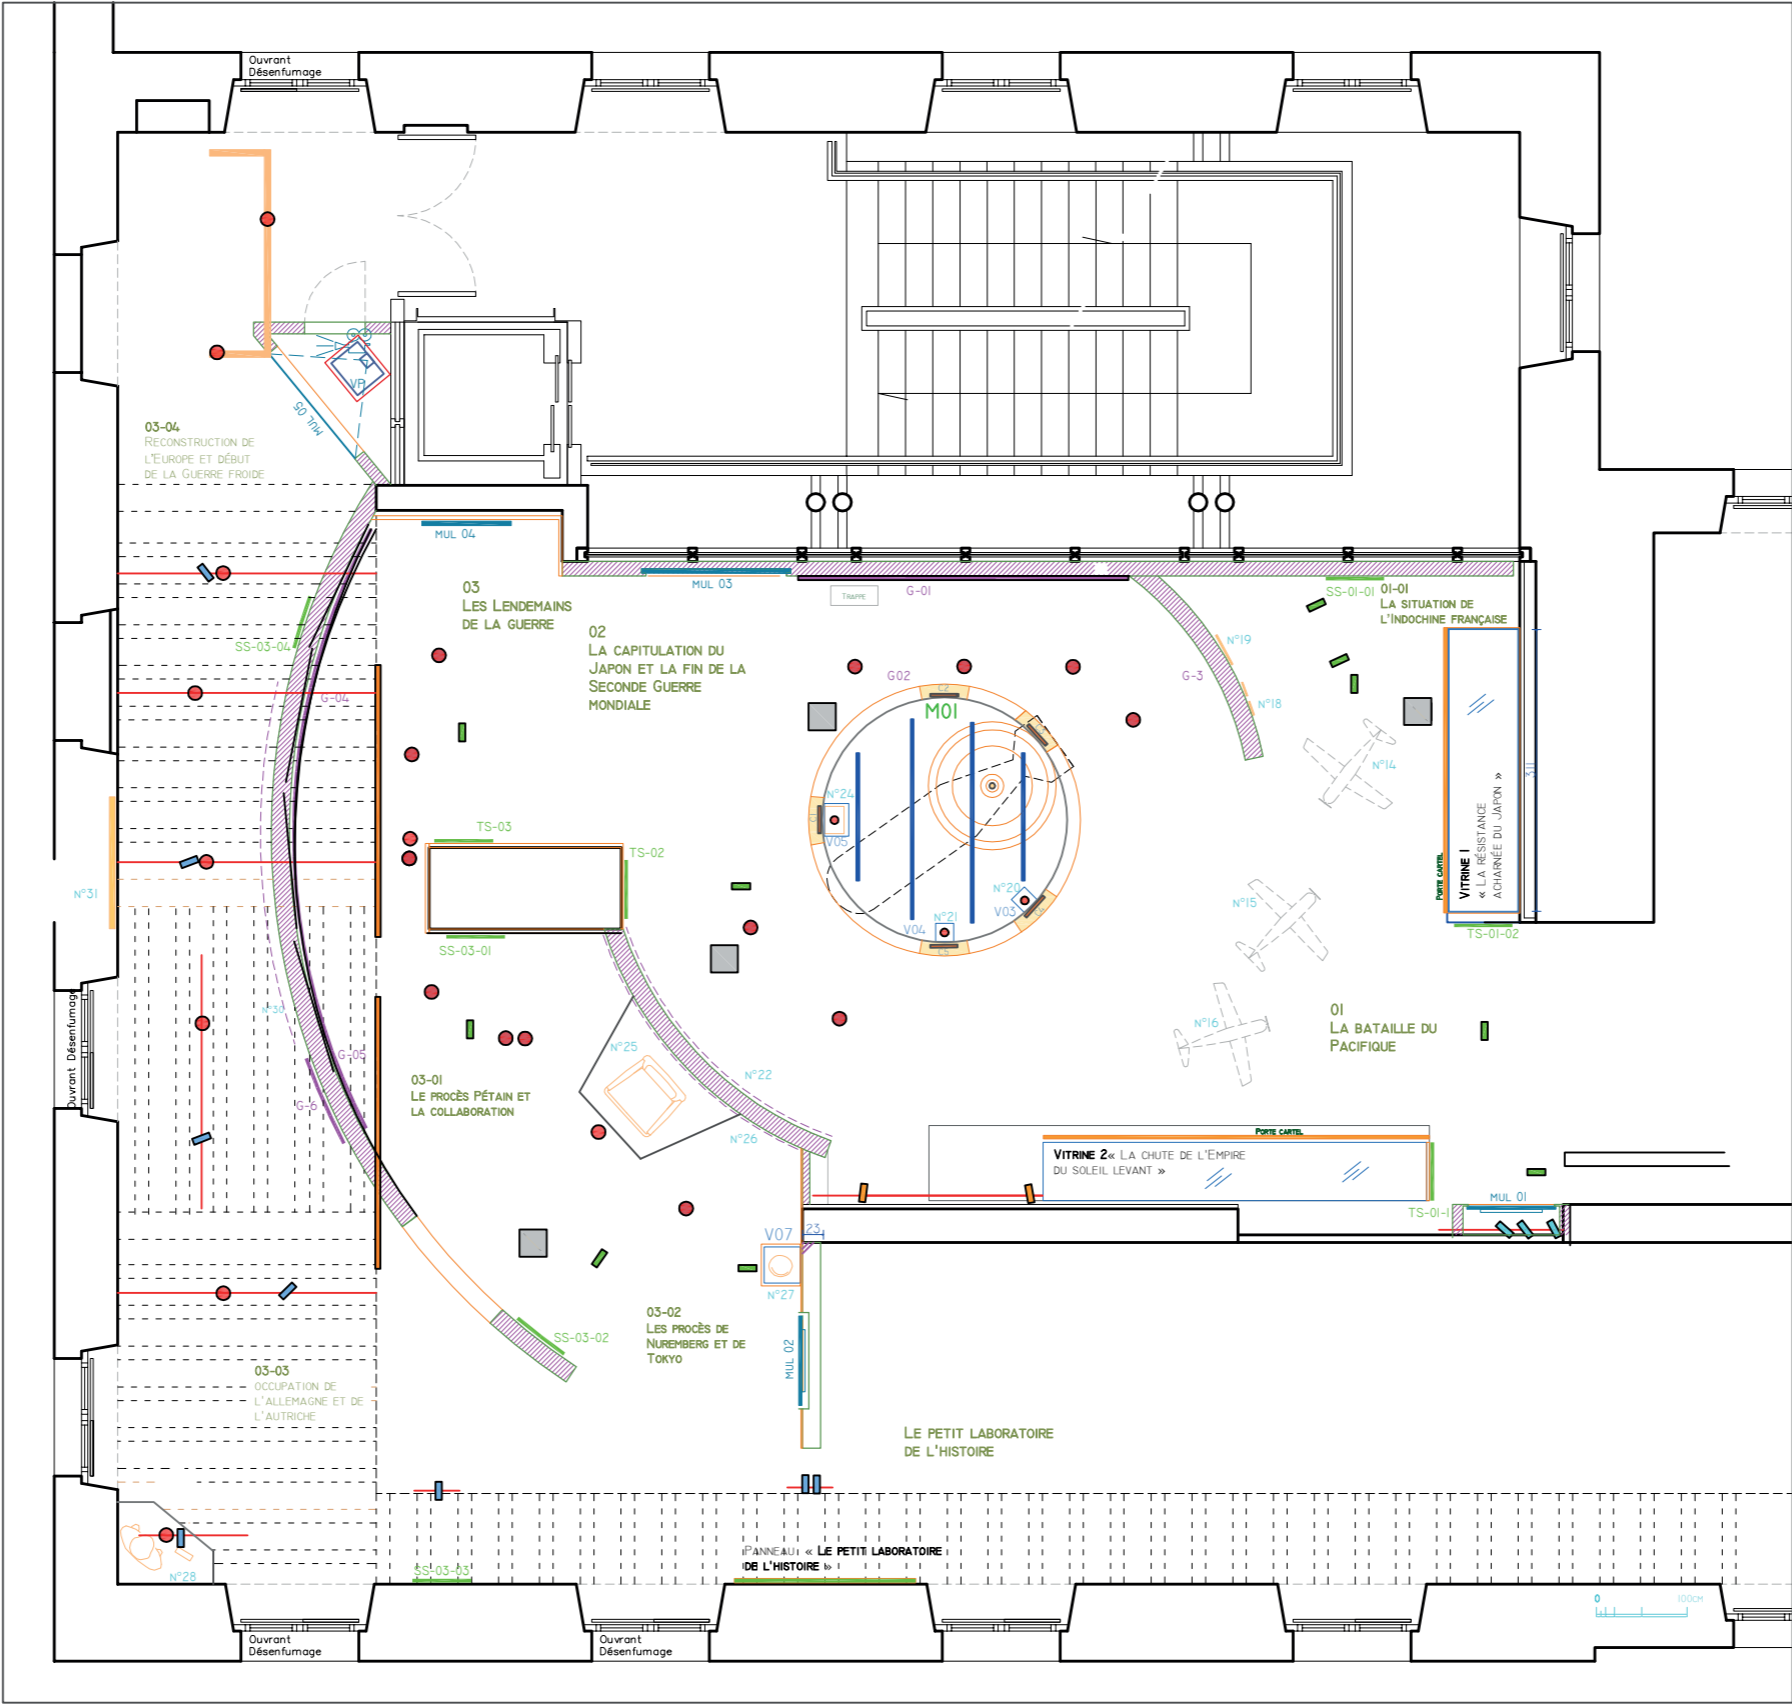 Ouvrant
Désenfumage
VP
MUL 05
03-04
Reconstruction de
l'Europe et début
de la Guerre froide
MUL 04
MUL 03
G-01
Trappe
SS-01-01
01-01
La situation de
l'Indochine française
03
Les Lendemains
de la guerre
02
La capitulation du
Japon et la fin de la
Seconde Guerre
mondiale
SS-03-04
G-04
G02
C2
M01
N°19
G-3
N°18
N°14
Vitrine 1
« La résistance
acharnée du Japon »
Porte cartel
311
N°24
V05
TS-03
TS-02
N°20
V03
N°21
V04
C5
N°15
TS-01-02
N°31
SS-03-01
Ouvrant Désenfumage
N°30
G-05
G-6
N°25
N°22
N°26
N°16
01
La bataille du
Pacifique
03-01
Le procès Pétain et
la collaboration
Porte cartel
Vitrine 2 « La chute de l'Empire
du soleil levant »
MUL 01
TS-01-1
V07
23
N°27
03-02
Les procès de
Nuremberg et de
Tokyo
SS-03-02
MUL 02
03-03
Occupation de
l'Allemagne et de
l'Autriche
Le petit laboratoire
de l'histoire
Panneau « Le petit laboratoire
de l'histoire »
SS-03-03
N°28
0 100cm
Ouvrant
Désenfumage
Ouvrant
Désenfumage